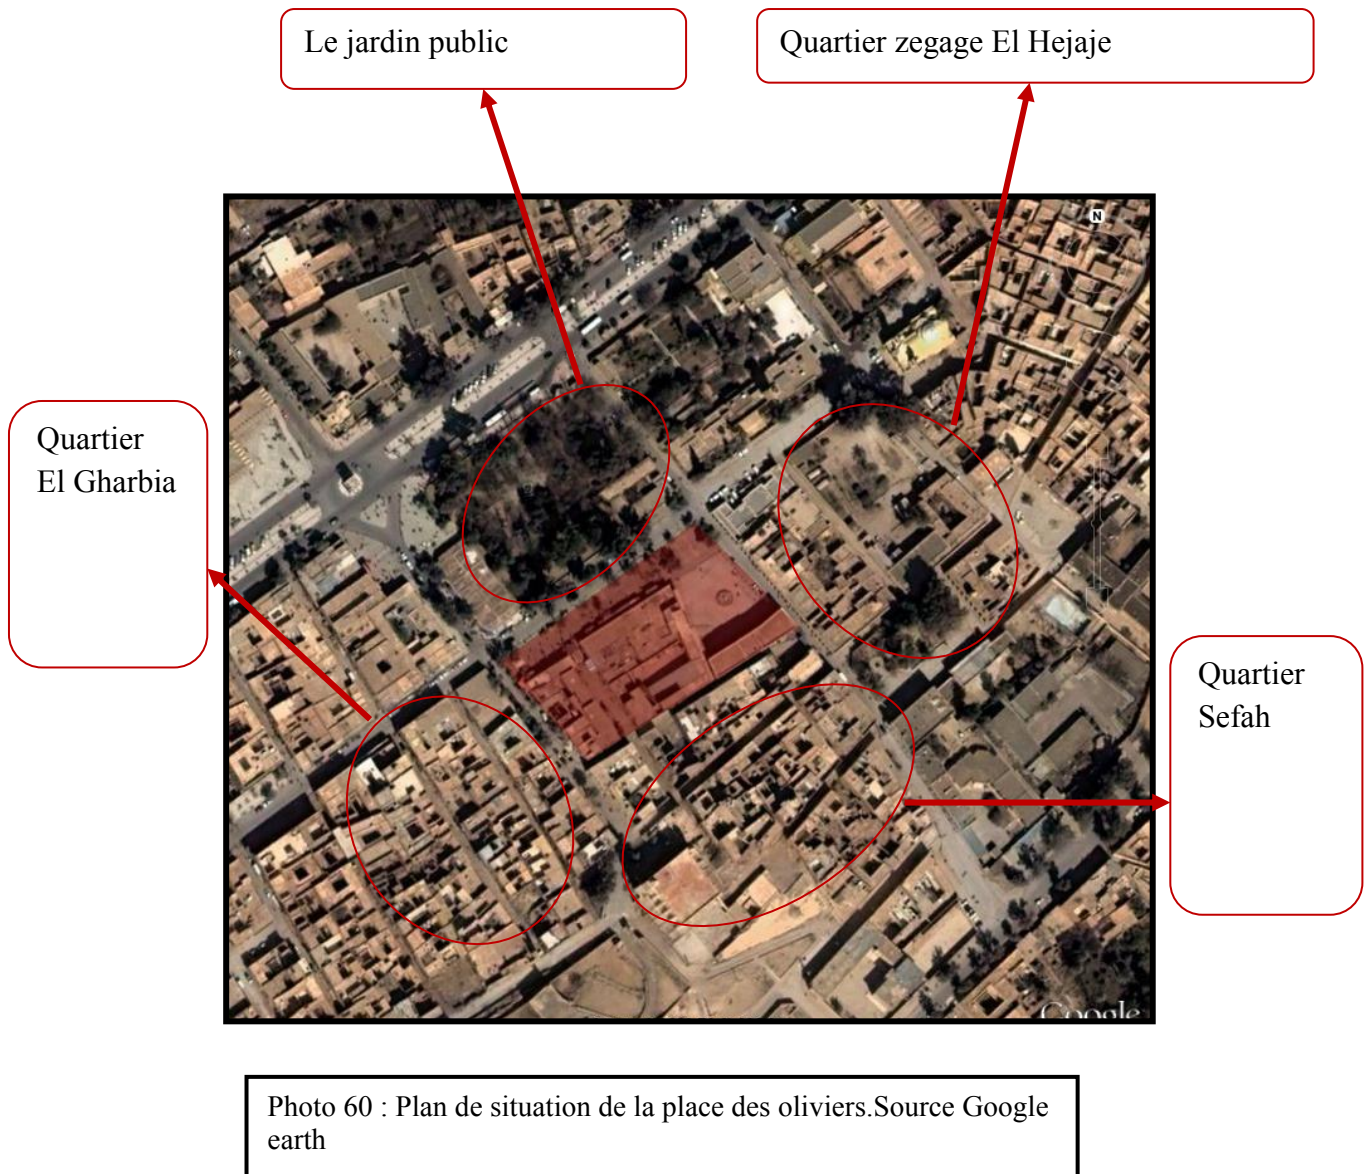 Le jardin public
Quartier zegage El Hejaje
N
Quartier
El Gharbia
Quartier
Sefah
Google
Photo 60 : Plan de situation de la place des oliviers.Source Google
earth